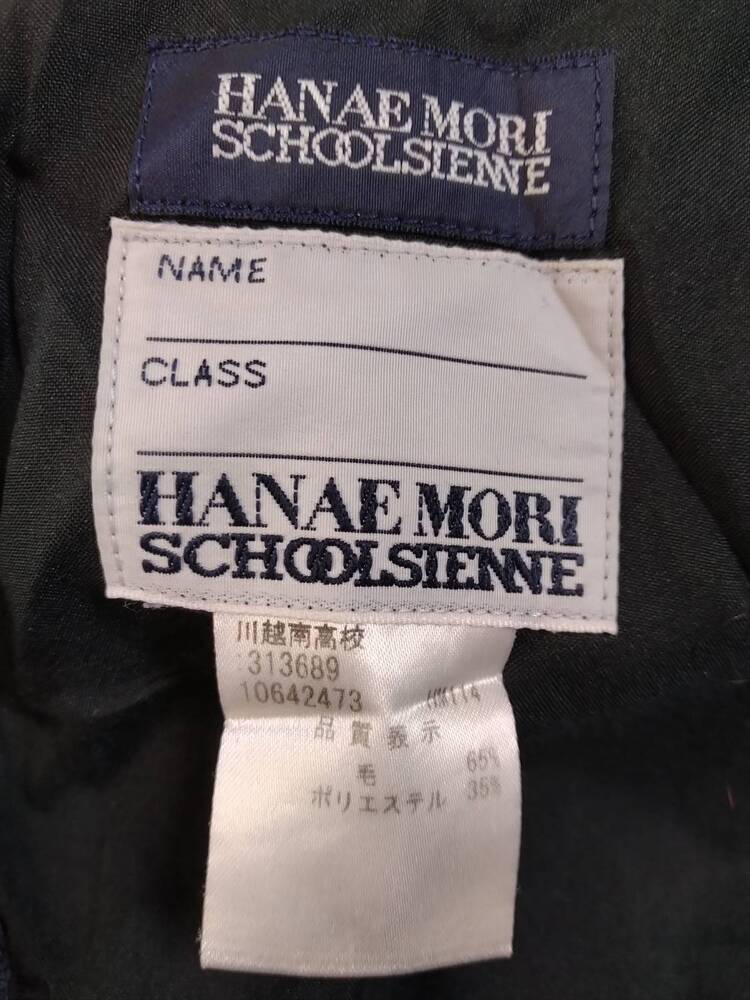 HANAE MORI
SCHOOLSIENNE
NAME
CLASS
HANAE MORI
SCHOOLSIENNE
川越南高校
:313689
10642473 HM114
品質表示
毛 65%
ポリエステル 35%